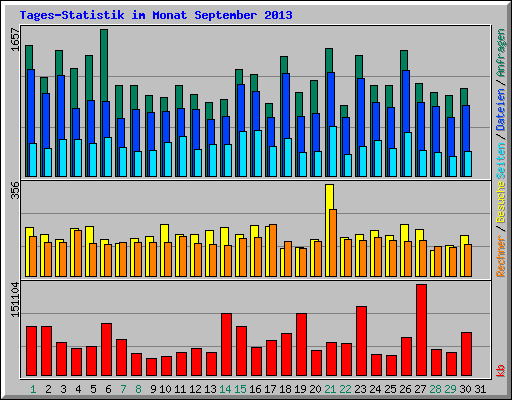 Tages-Statistik im Monat September 2013
1657
366
151104
Rechner / Besuche Seiten / Dateien / Anfragen
kb
1 2 3 4 5 6 7 8 9 10 11 12 13 14 15 16 17 18 19 20 21 22 23 24 25 26 27 28 29 30 31